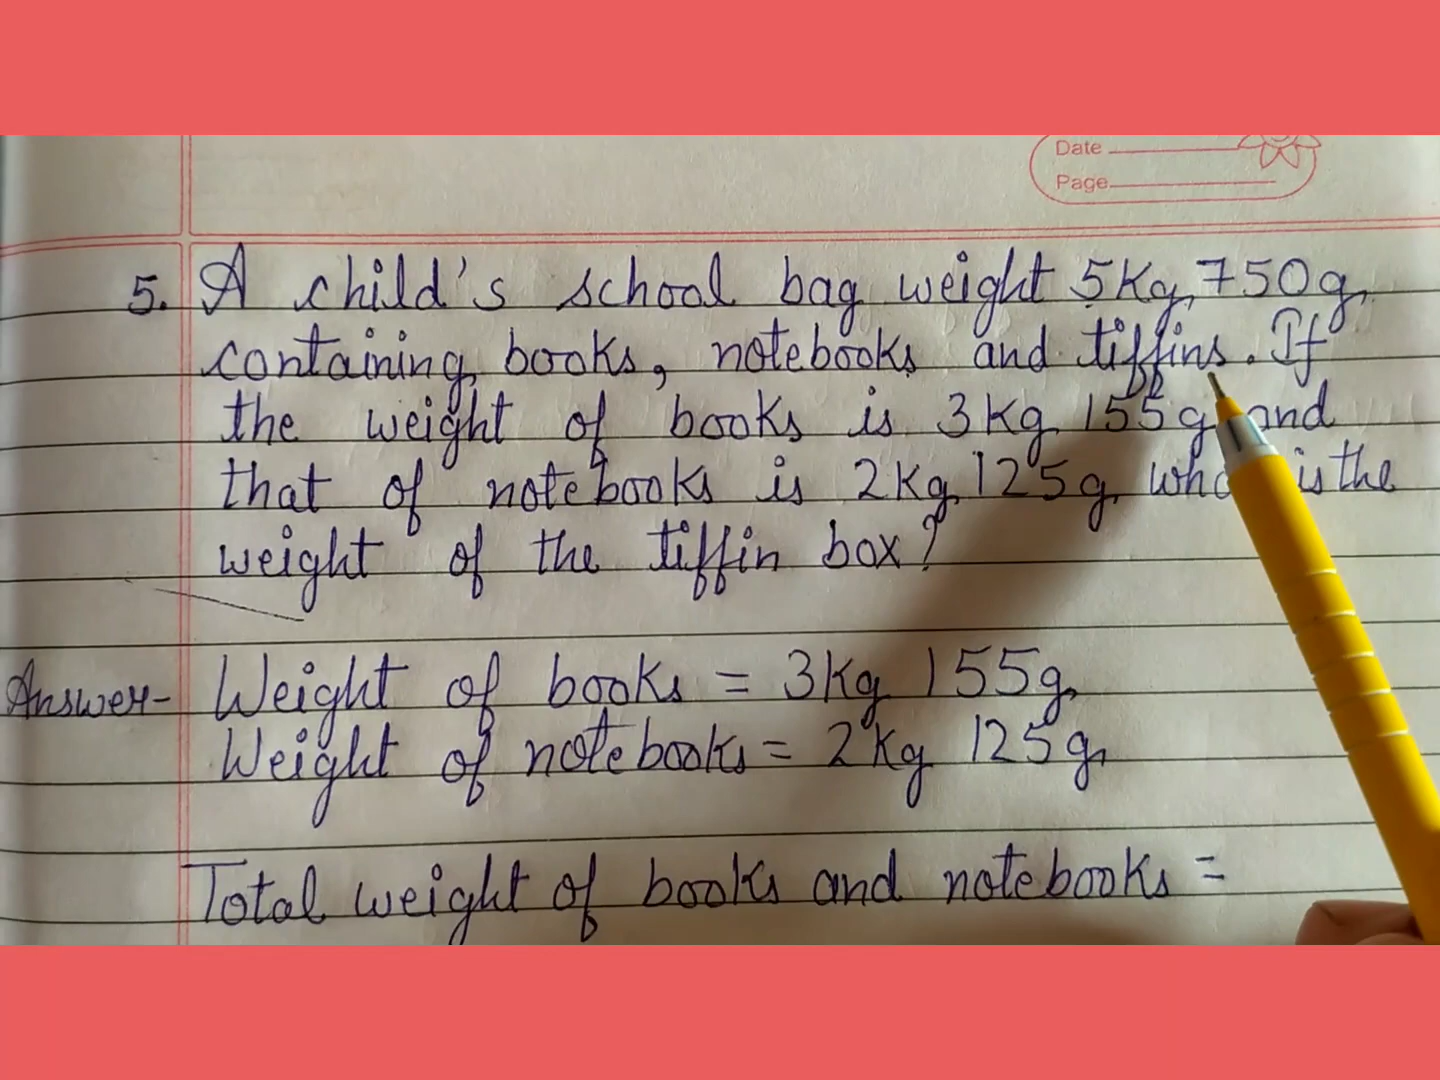 Date
Page
5. A child's school bag weight 5Kg 750g
containing books, notebooks and tiffins. If
the weight of books is 3Kg 155g and
that of notebooks is 2Kg 125g is the
weight of the tiffin box?
Answer- Weight of books = 3Kg 155g
Weight of notebooks = 2Kg 125g
Total weight of books and notebooks =